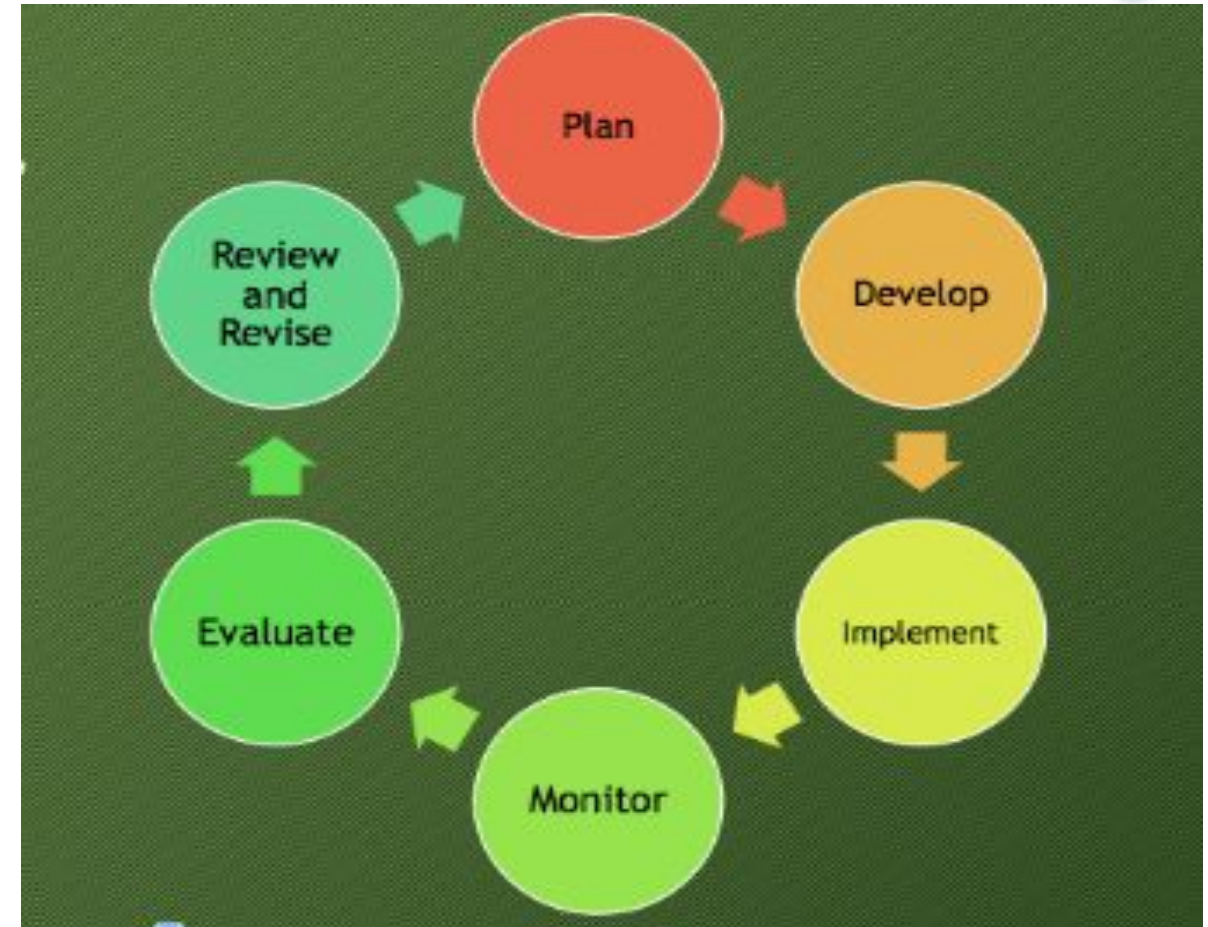 Plan
Develop
Implement
Monitor
Evaluate
Review
and
Revise